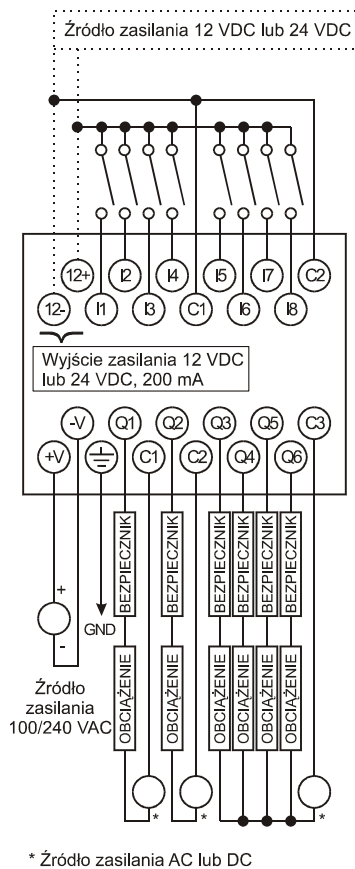 Źródło zasilania 12 VDC lub 24 VDC
12+ I2 I4 I5 I7 C2
12- I1 I3 C1 I6 I8
Wyjście zasilania 12 VDC
lub 24 VDC, 200 mA
-V Q1 Q2 Q3 Q5 C3
+V C1 C2 Q4 Q6
BEZPIECZNIK BEZPIECZNIK BEZPIECZNIK BEZPIECZNIK BEZPIECZNIK BEZPIECZNIK
+
-
GND
OBCIĄŻENIE OBCIĄŻENIE OBCIĄŻENIE OBCIĄŻENIE OBCIĄŻENIE OBCIĄŻENIE
Źródło
zasilania
100/240 VAC
* * *
* Źródło zasilania AC lub DC